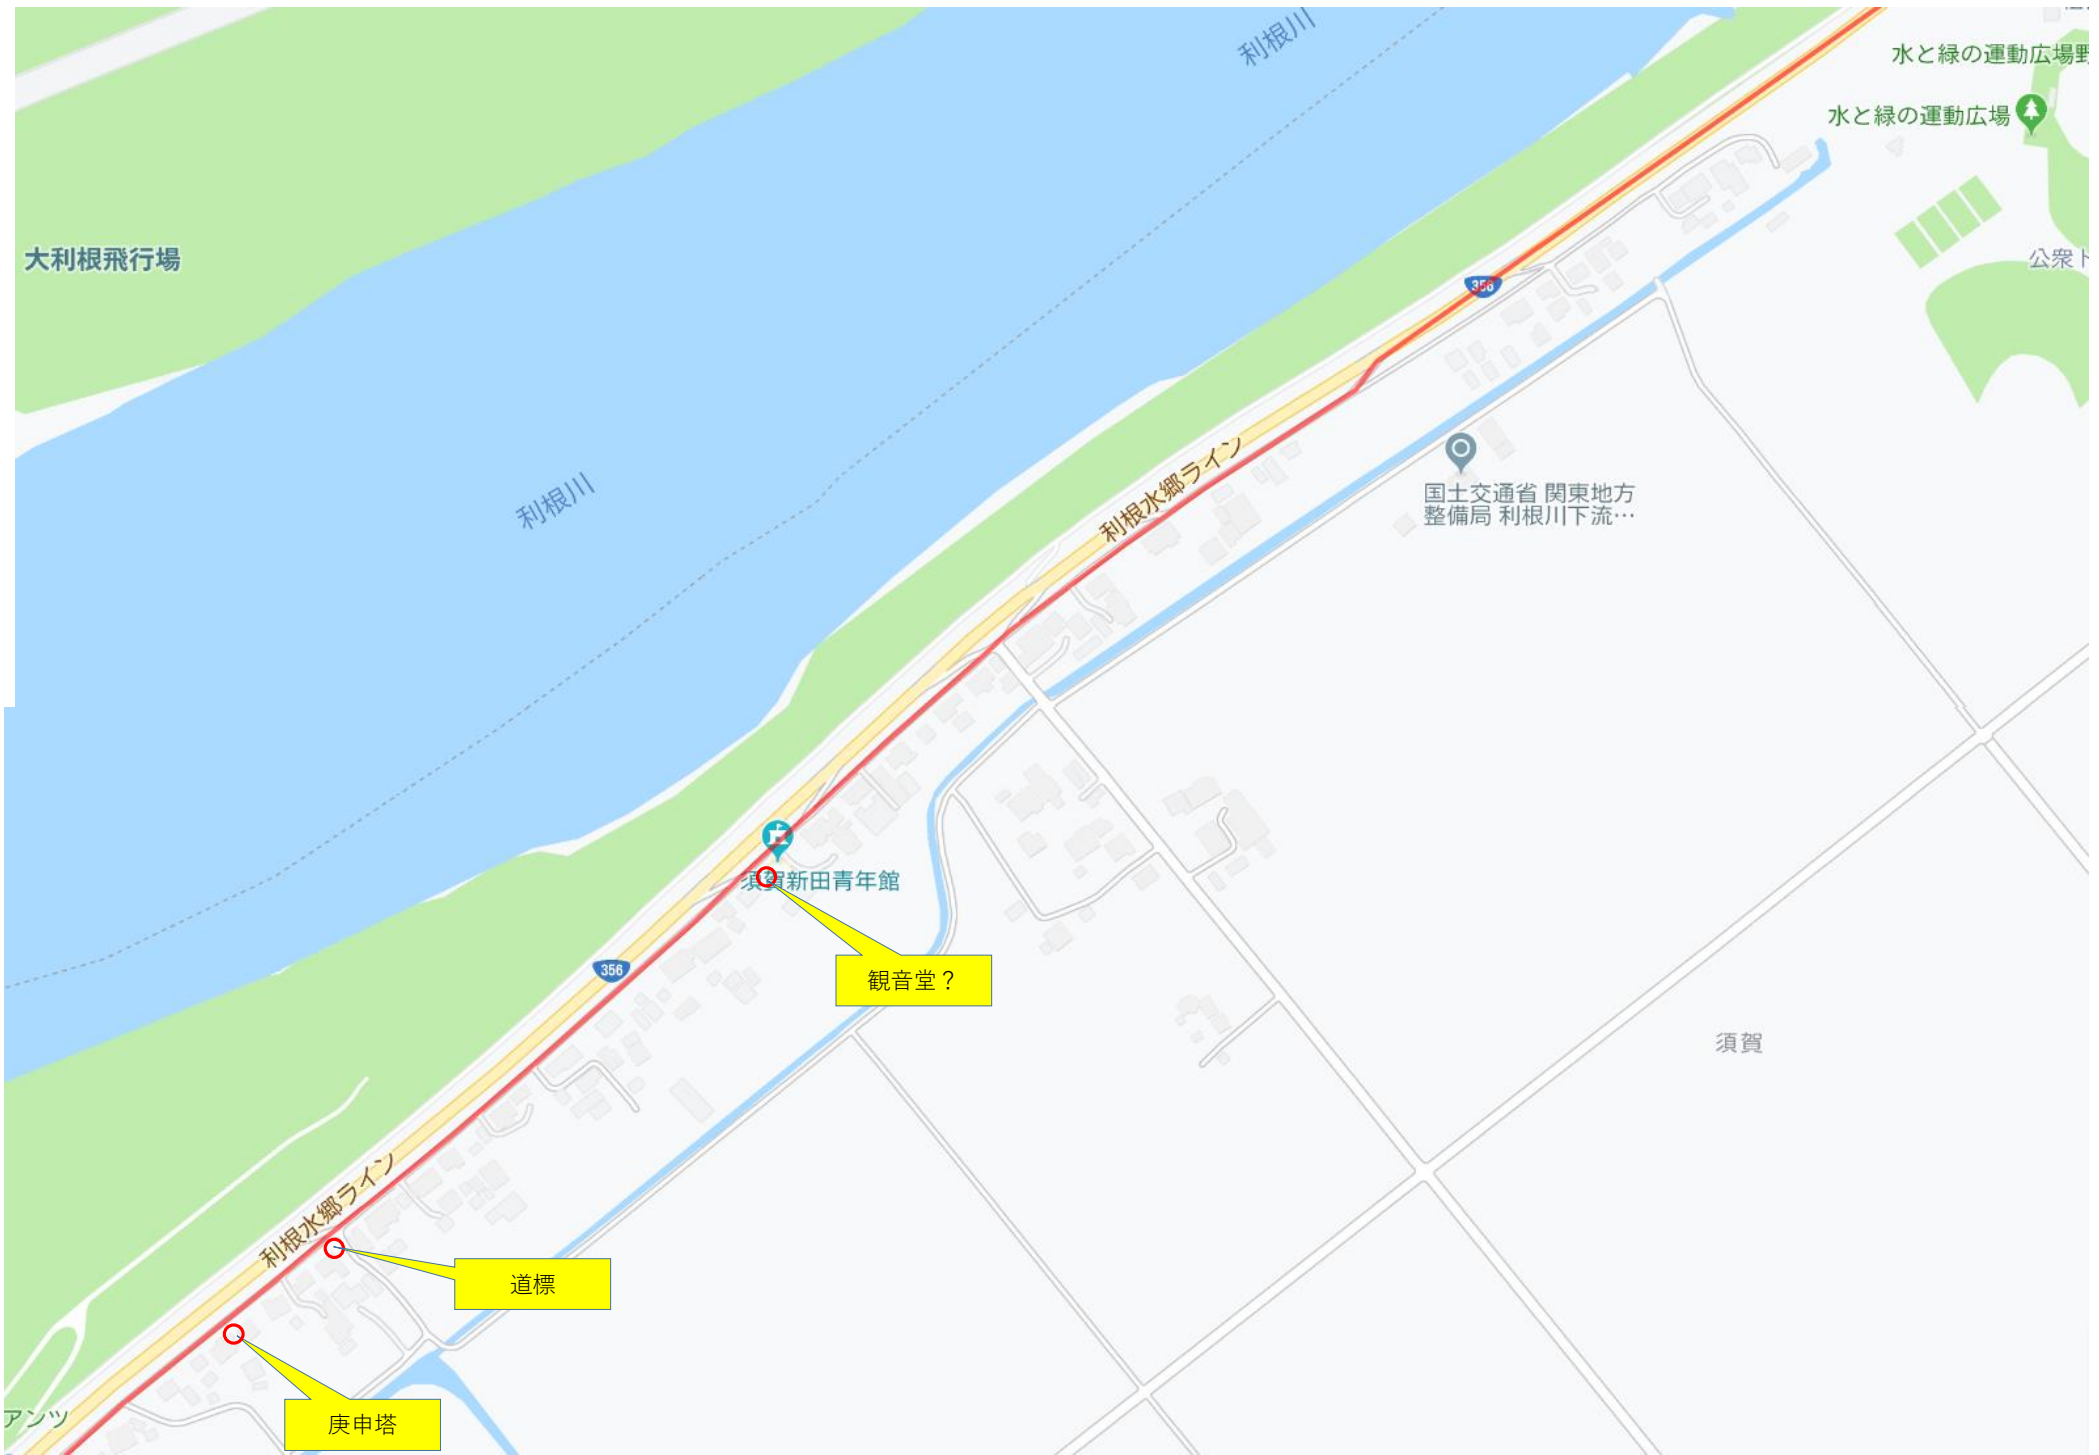 利根川
水と緑の運動広場野
水と緑の運動広場
大利根飛行場
公衆ト
356
利根水郷ライン
国土交通省 関東地方
整備局 利根川下流…
利根川
須賀新田青年館
356
観音堂？
須賀
利根水郷ライン
道標
アンツ
庚申塔